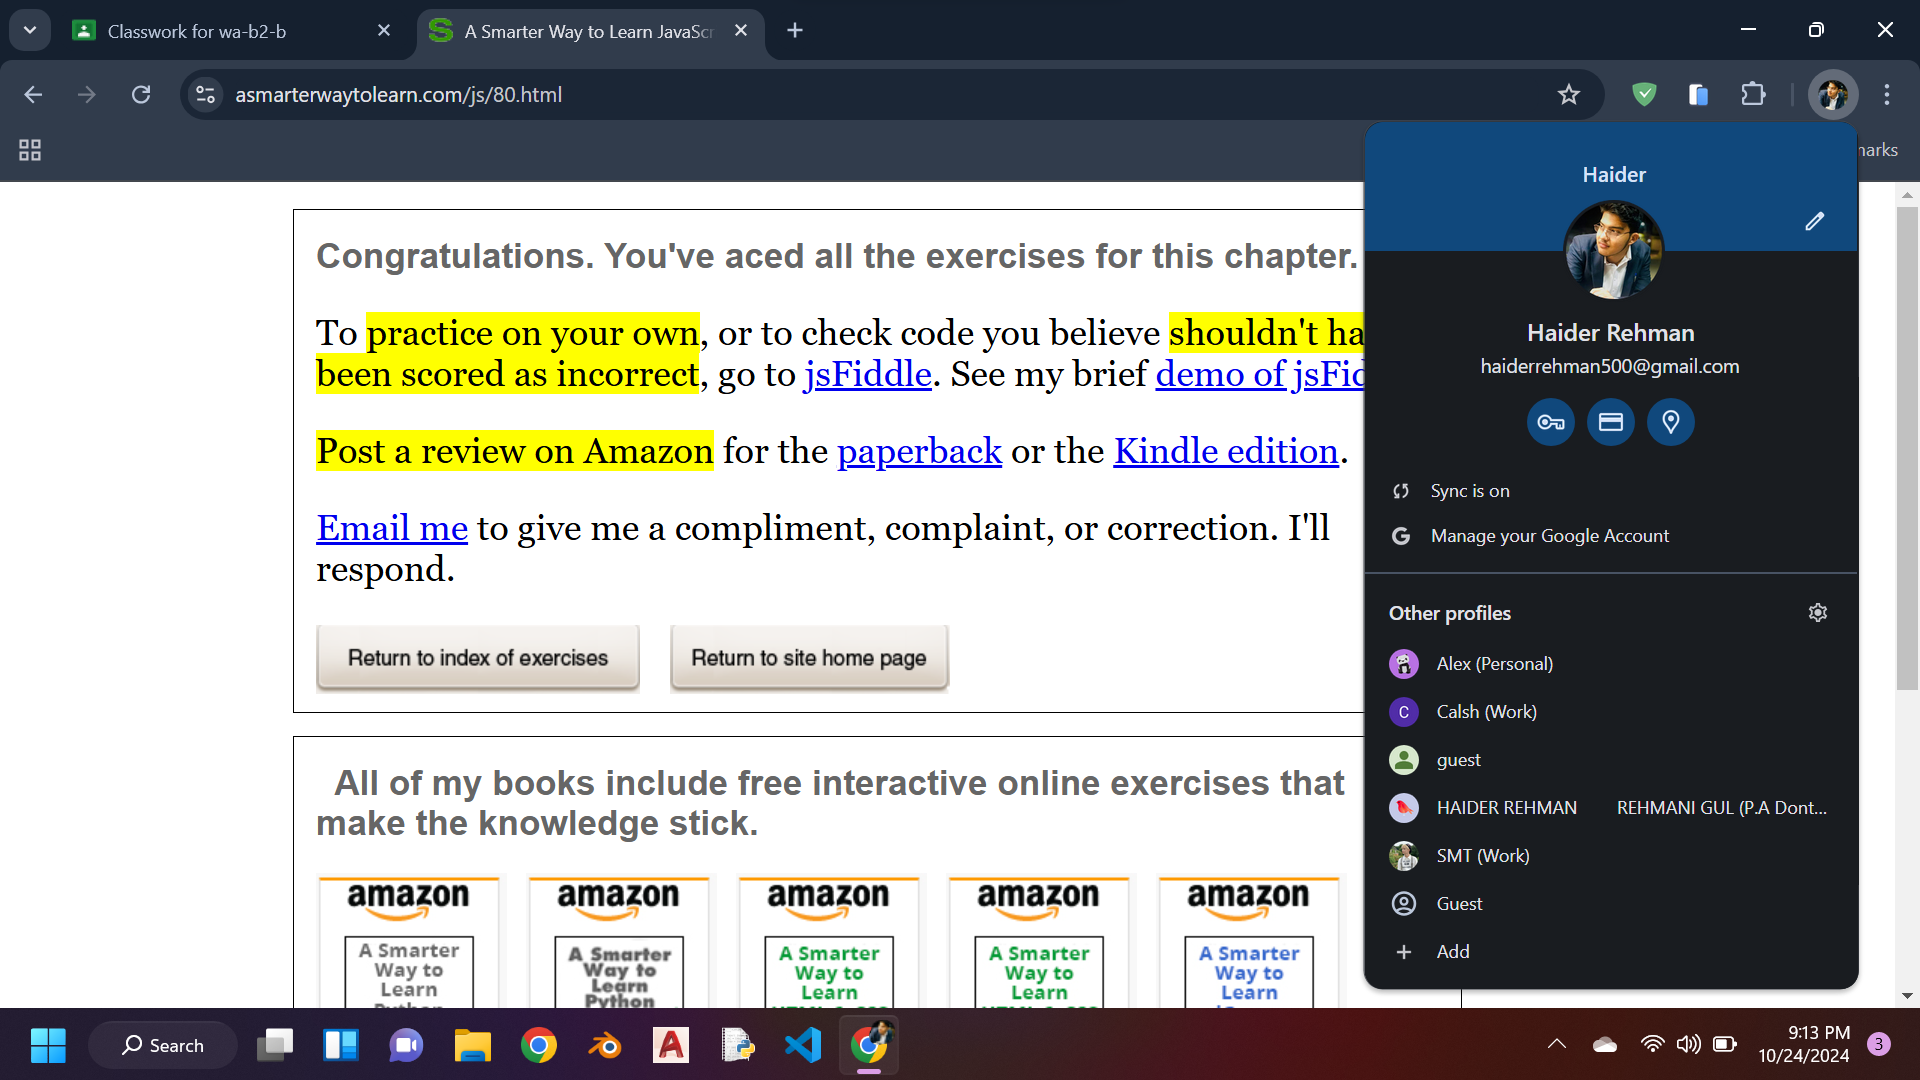 Classwork for wa-b2-b
A Smarter Way to Learn JavaScr
asmarterwaytolearn.com/js/80.html
narks
Congratulations. You've aced all the exercises for this chapter.
To practice on your own, or to check code you believe shouldn't ha
been scored as incorrect, go to jsFiddle. See my brief demo of jsFid
Post a review on Amazon for the paperback or the Kindle edition.
Email me to give me a compliment, complaint, or correction. I'll
respond.
Return to index of exercises
Return to site home page
All of my books include free interactive online exercises that
make the knowledge stick.
amazon
amazon
amazon
amazon
amazon
A Smarter
Way to
Learn
Python
A Smarter
Way to
Learn
Python
A Smarter
Way to
Learn
HTML & CSS
A Smarter
Way to
Learn
A Smarter
Way to
Learn
Haider
Haider Rehman
haiderrehman500@gmail.com
Sync is on
Manage your Google Account
Other profiles
Alex (Personal)
C
Calsh (Work)
guest
HAIDER REHMAN REHMANI GUL (P.A Dont...
SMT (Work)
Guest
Add
Search
9:13 PM
10/24/2024
3